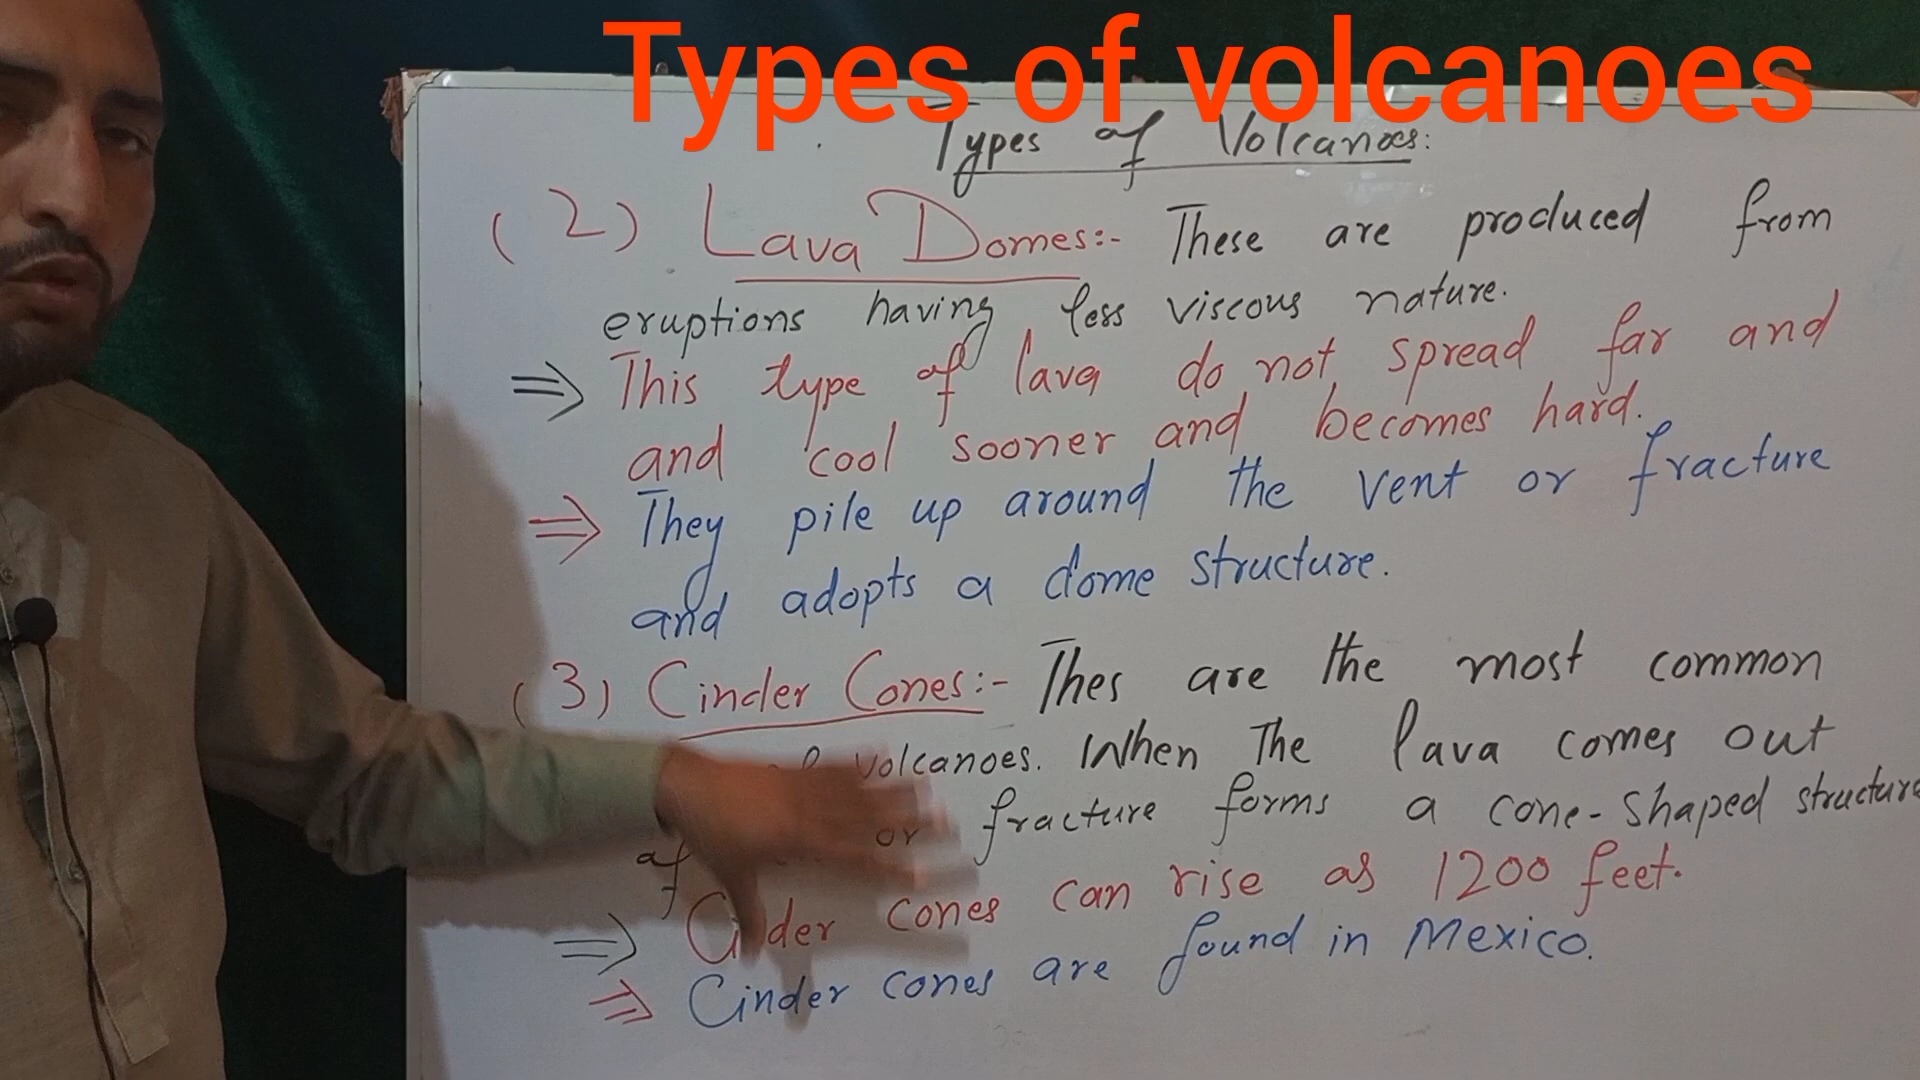 Types of volcanoes
Types of Volcanoes:
(2) Lava Domes:- These are produced from
eruptions having less viscous nature.
⇒ This type of lava do not spread far and
and cool sooner and becomes hard.
⇒ They pile up around the vent or fracture
and adopts a dome structure.
(3) Cinder Cones:- Thes are the most common
volcanoes. When The lava comes out
of or fracture forms a cone-shaped structure
⇒ Cinder cones can rise as 1200 feet.
⇒ Cinder cones are found in Mexico.